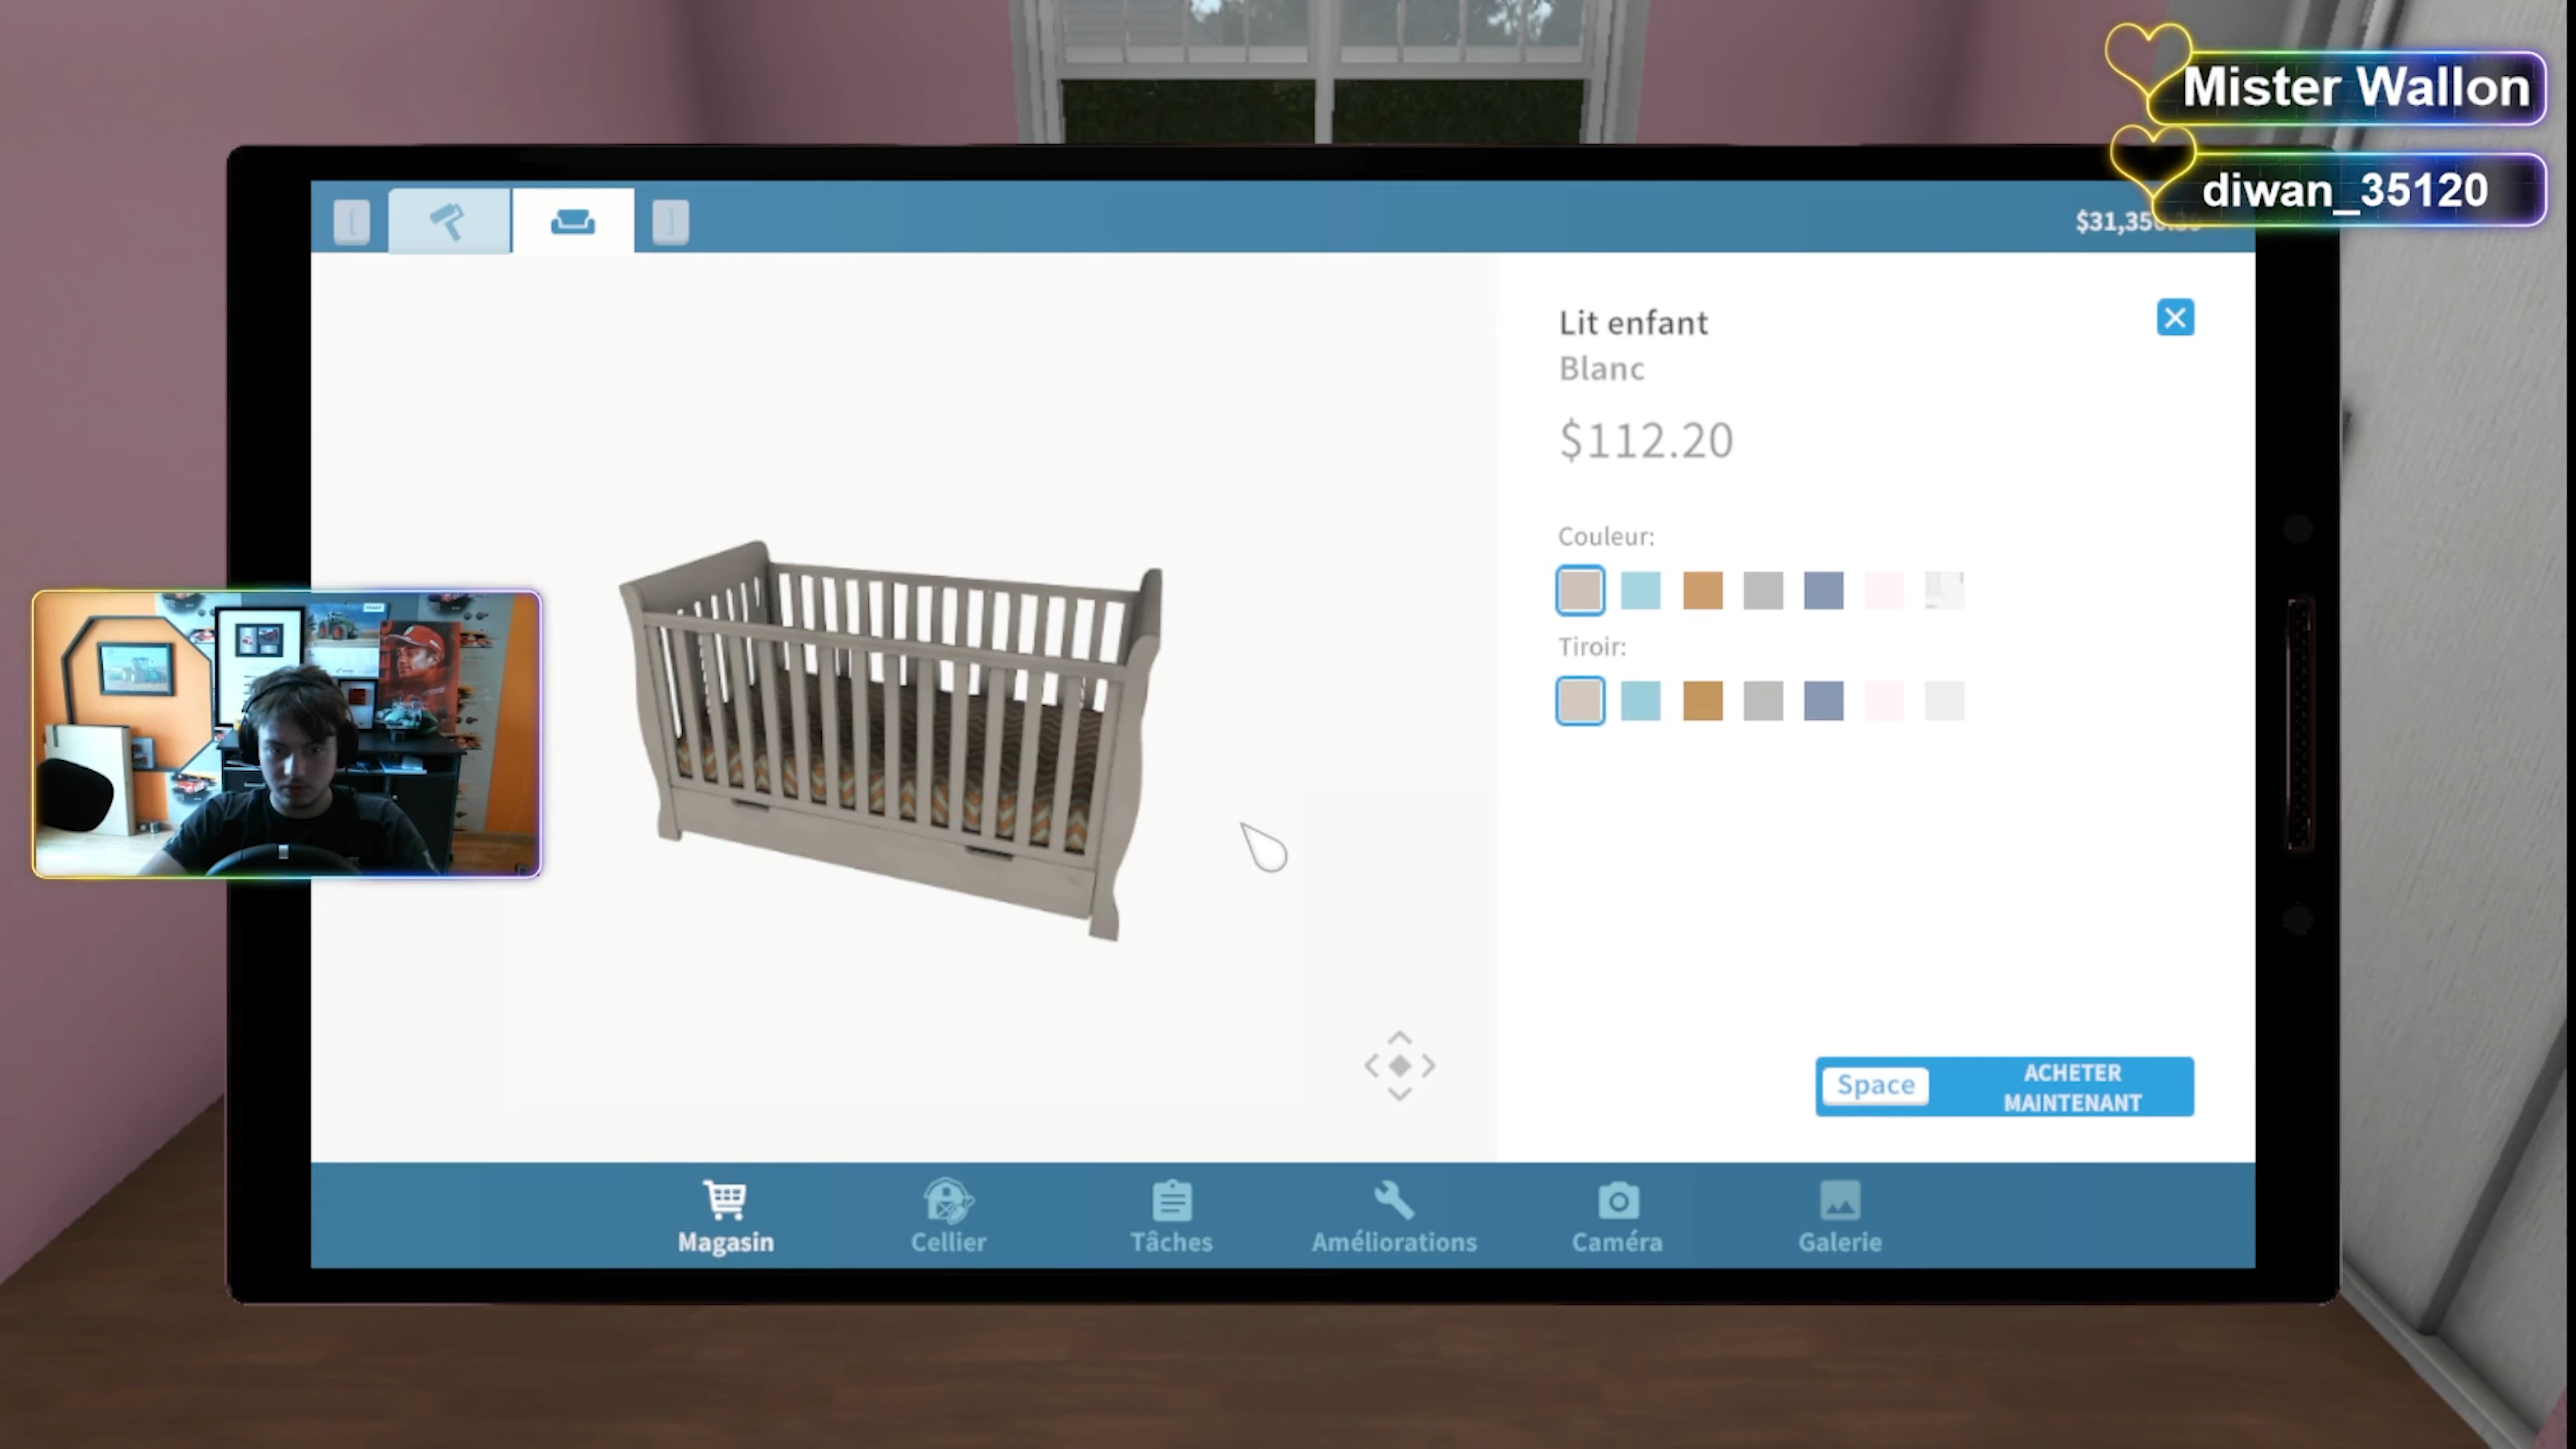 Mister Wallon
diwan_35120
[
]
Lit enfant
Blanc
$112.20
Couleur:
Tiroir:
Space
ACHETER
MAINTENANT
Magasin
Cellier
Tâches
Améliorations
Caméra
Galerie